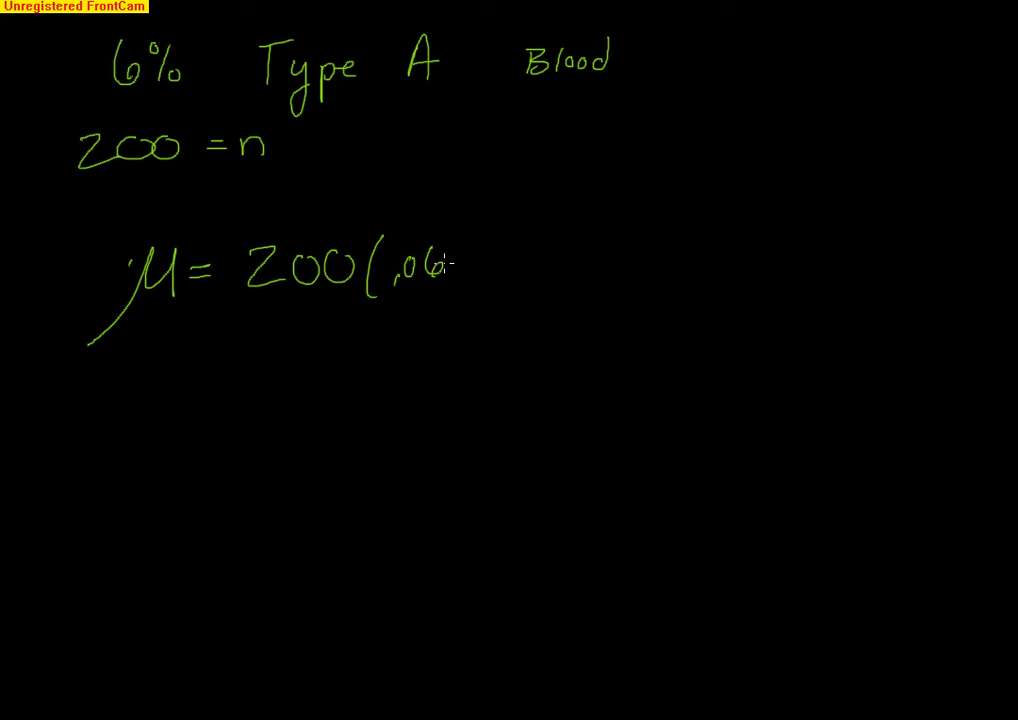 Unregistered FrontCam
6% Type A Blood
200 = n
μ = 200(.06